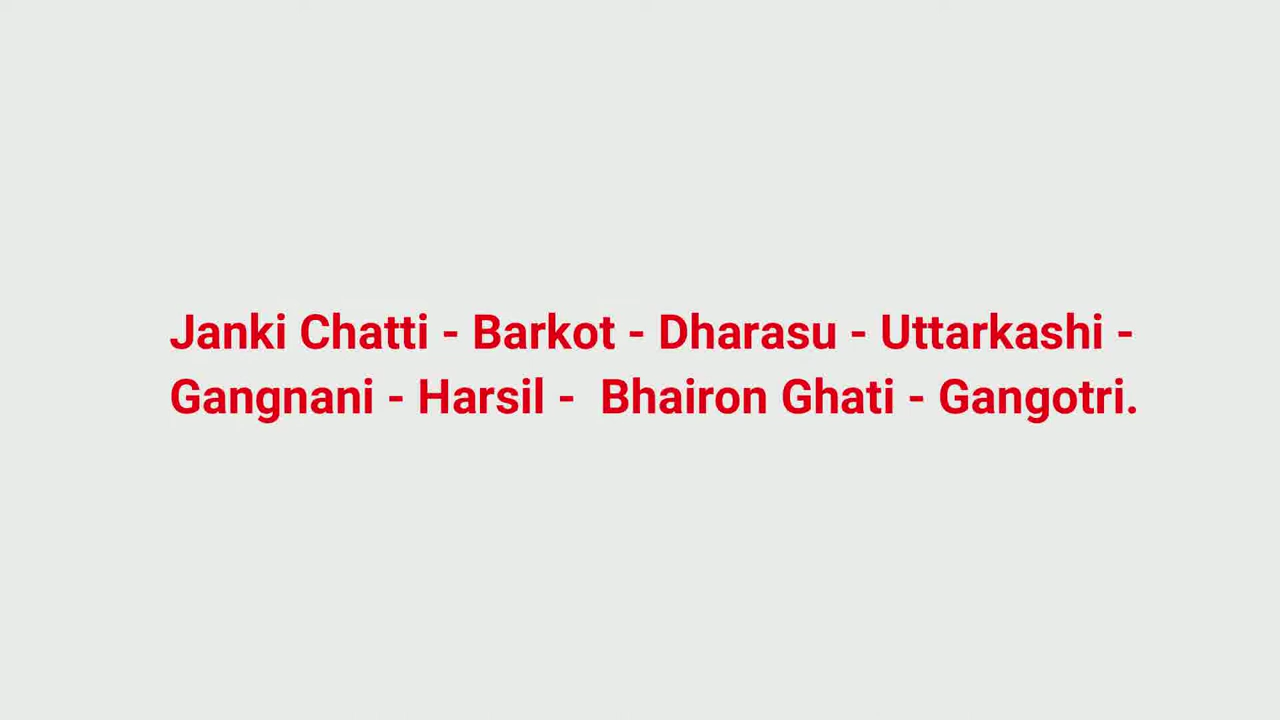 Janki Chatti - Barkot - Dharasu - Uttarkashi -
Gangnani - Harsil -  Bhairon Ghati - Gangotri.